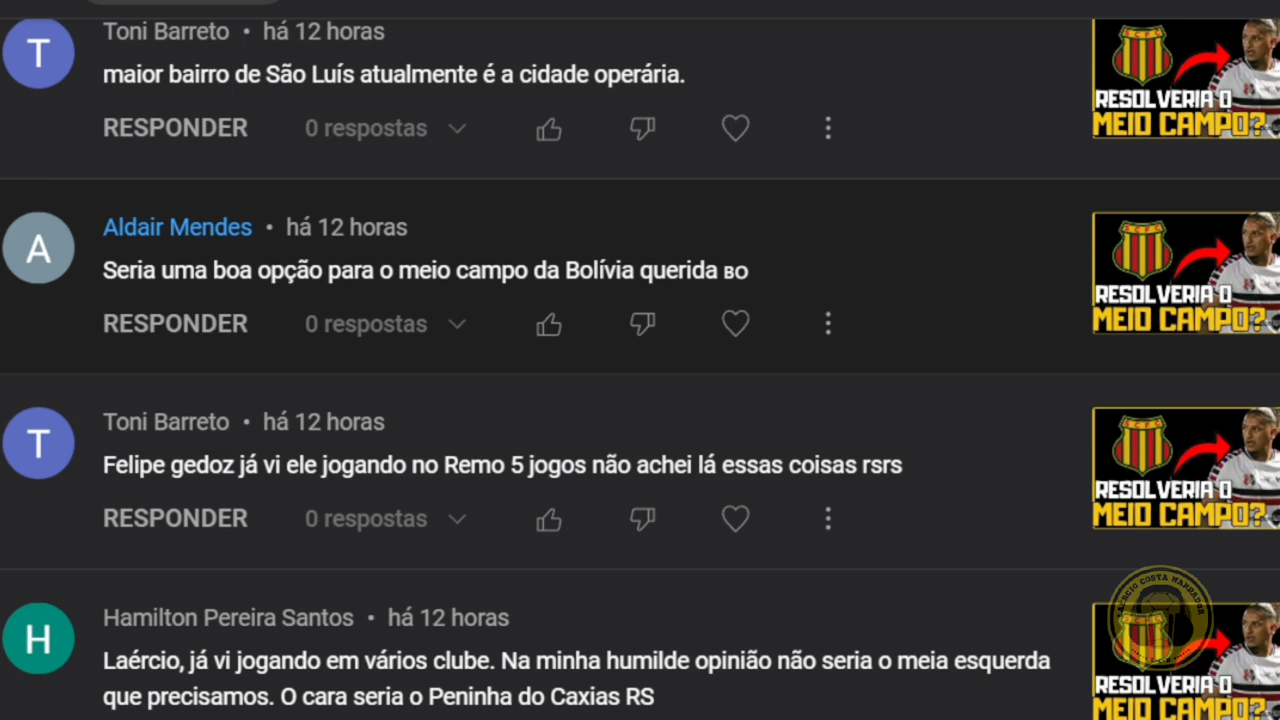 Toni Barreto • há 12 horas
maior bairro de São Luís atualmente é a cidade operária.
RESPONDER 0 respostas
RESOLVERIA O
MEIO CAMPO?
A
Aldair Mendes • há 12 horas
Seria uma boa opção para o meio campo da Bolívia querida ʙᴏ
RESPONDER 0 respostas
RESOLVERIA O
MEIO CAMPO?
T
Toni Barreto • há 12 horas
Felipe gedoz já vi ele jogando no Remo 5 jogos não achei lá essas coisas rsrs
RESPONDER 0 respostas
RESOLVERIA O
MEIO CAMPO?
H
Hamilton Pereira Santos • há 12 horas
Laércio, já vi jogando em vários clube. Na minha humilde opinião não seria o meia esquerda
que precisamos. O cara seria o Peninha do Caxias RS
COSTA NARRADOR
RESOLVERIA O
MEIO CAMPO?